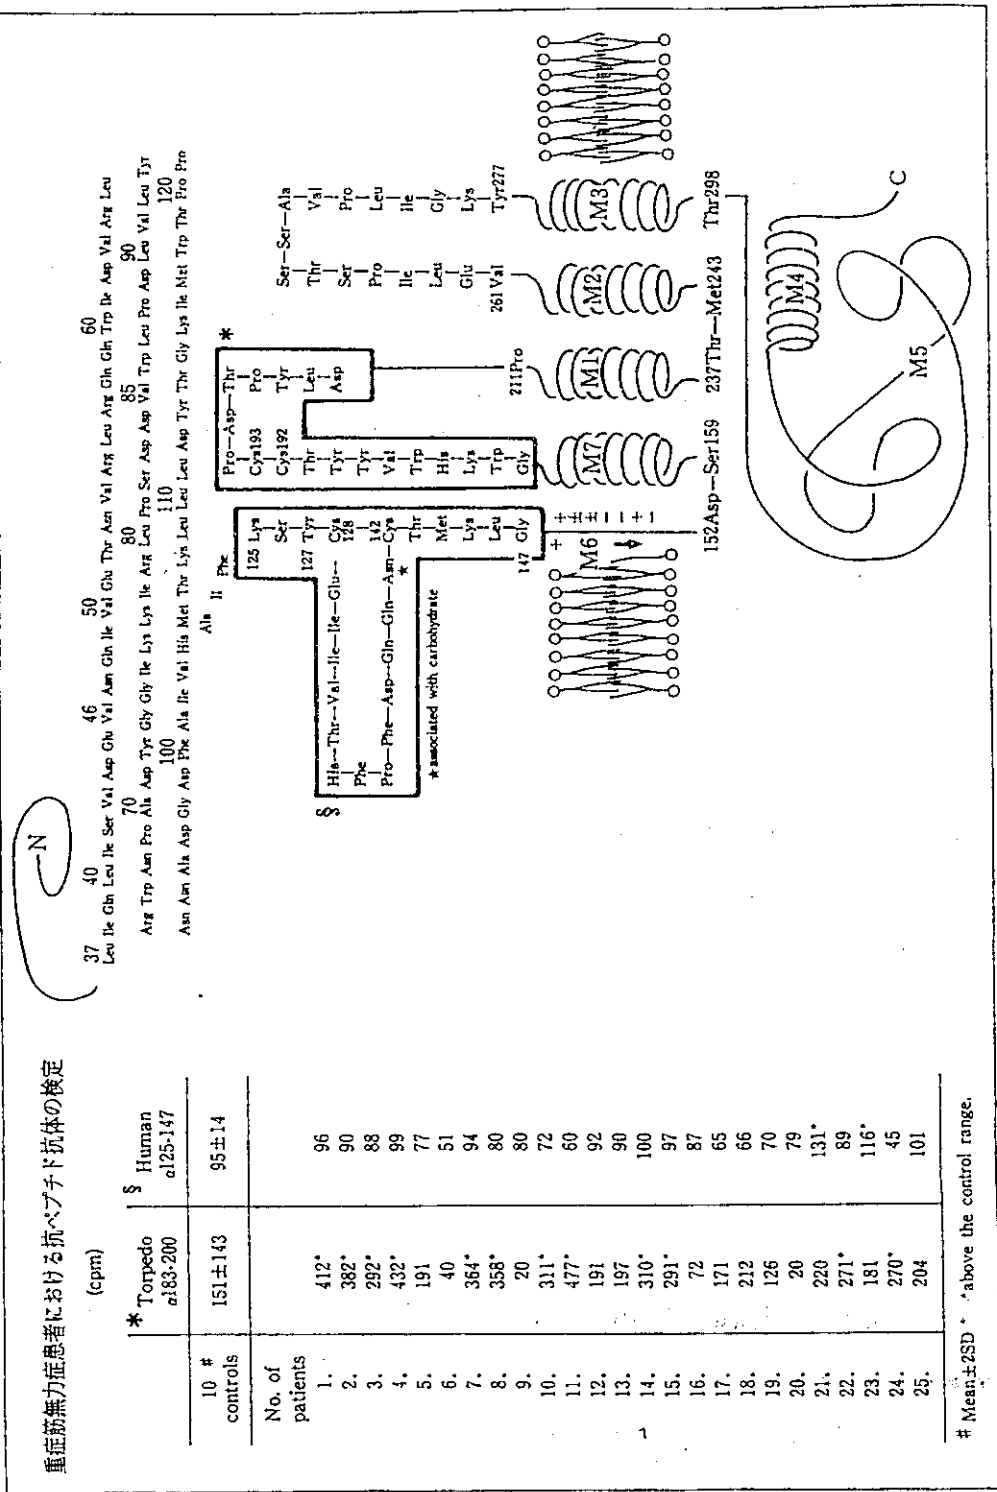 重症筋無力症患者における抗ペプチド抗体の検定
(cpm)
* Torpedo α183-200 § Human α125-147
10 # controls 151±143 95±14
No. of patients
1. 412* 96
2. 382* 90
3. 292* 88
4. 432* 99
5. 191 77
6. 40 51
7. 364* 94
8. 358* 80
9. 20 80
10. 311* 72
11. 477* 60
12. 191 92
13. 197 90
14. 310* 100
15. 291* 97
16. 72 87
17. 171 65
18. 212 66
19. 126 70
20. 20 79
21. 220 131*
22. 271* 89
23. 181 116*
24. 270* 45
25. 204 101
# Mean±2SD * *above the control range.
N
37 40 46 50 60
Leu Ile Gln Leu Ile Ser Val Asp Glu Val Asn Gln Ile Val Glu Thr Asn Val Arg Leu Arg Gln Gln Trp Ile Asp Val Arg Leu
70 80 85 90
Arg Trp Asn Pro Ala Asp Tyr Gly Gly Ile Lys Lys Ile Arg Leu Pro Ser Asp Asp Val Trp Leu Pro Asp Leu Val Leu Tyr
100 110 120
Asn Asn Ala Asp Gly Asp Phe Ala Ile Val His Met Thr Lys Leu Leu Leu Asp Tyr Thr Gly Lys Ile Met Trp Thr Pro Pro
Ala
II
Phe
125 Lys
Ser
127 Tyr
§ His—Thr—Val—Ile—Ile—Glu—Cys 128
Phe
142
Pro—Phe—Asp—Gln—Gln—Asn—Cys
*
Thr
Met
Lys
Leu
147 Gly
★associated with carbohydrate
*
Pro—Asp—Thr
Cys193 Pro
Cys192 Tyr
Thr Leu
Tyr Asp
Tyr
Val
Trp
His
Lys
Trp
Gly
211Pro
Ser—Ser—Ala
Thr Val
Ser Pro
Pro Leu
Ile Ile
Leu Gly
Glu Lys
261Val Tyr277
M6 M7 M1 M2 M3
152Asp—Ser159 237Thr—Met243 Thr298
M4
C
M5